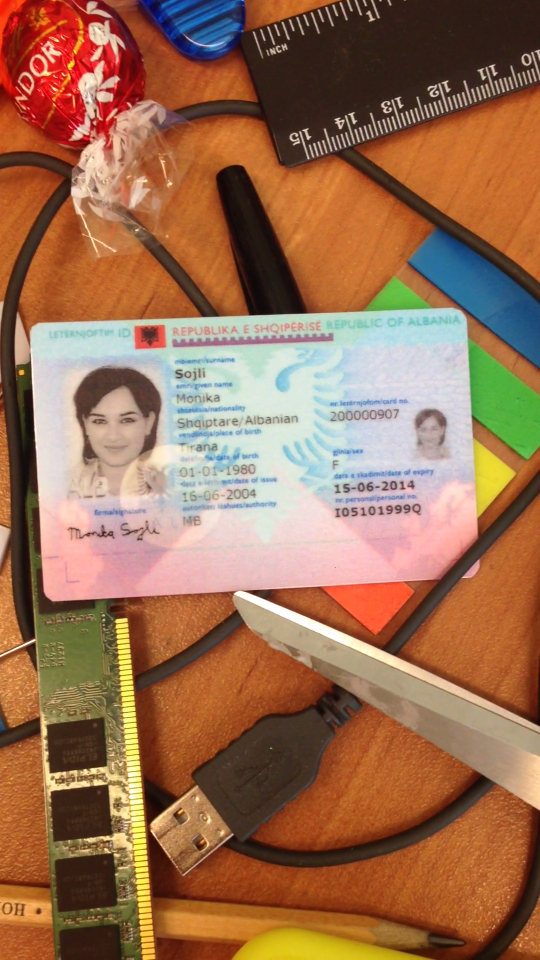 NDOR
INCH
15 14 13 12 11 10
LETËRNJOFTIM ID REPUBLIKA E SHQIPËRISË REPUBLIC OF ALBANIA
mbiemri/surname
Sojli
emri/given name
Monika
shtetësia/nationality
Shqiptare/Albanian
vendlindja/place of birth
Tirana
datëlindja/date of birth
01-01-1980
data e lëshimit/date of issue
16-06-2004
autoriteti lëshues/authority
MB
nr.letërnjoftim/card no.
200000907
gjinia/sex
F
data e skadimit/date of expiry
15-06-2014
nr.personal/personal no.
I05101999Q
firma/signature
Monika Sojli
ELPIDA
HO